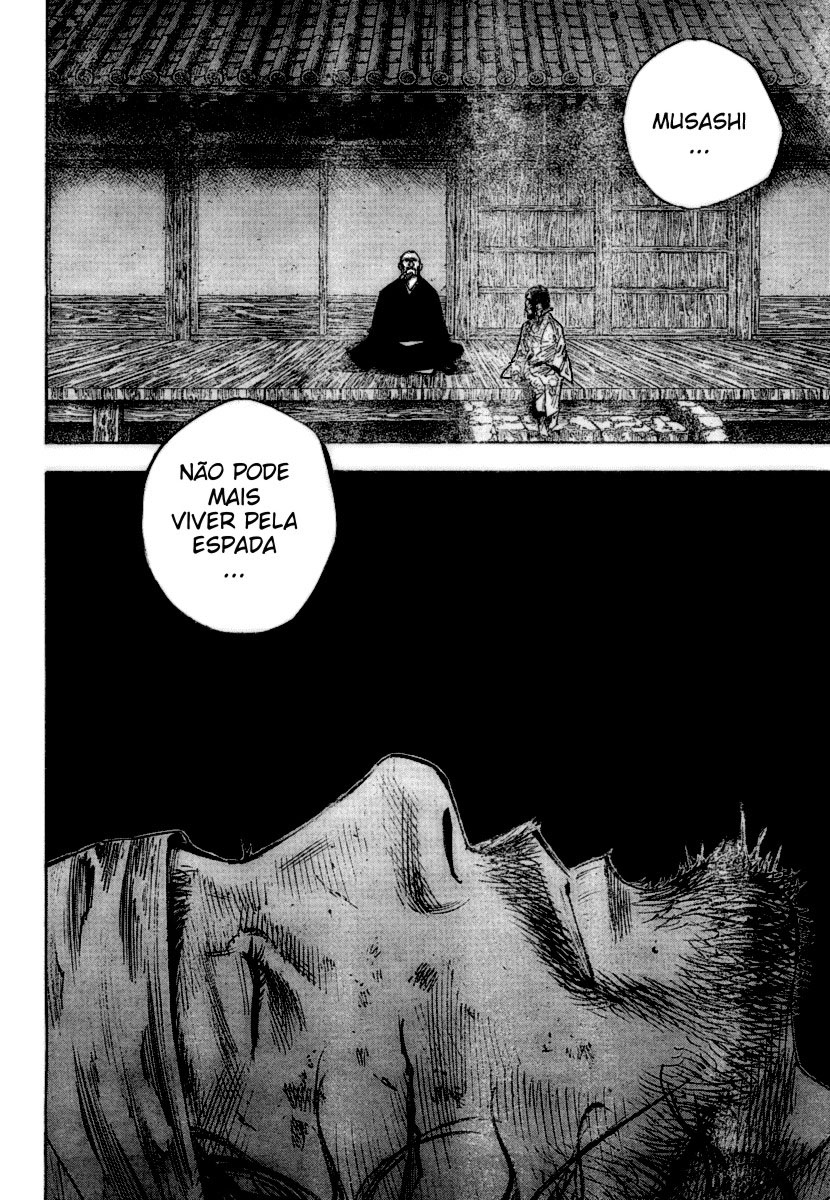 MUSASHI
...
NÃO PODE
MAIS
VIVER PELA
ESPADA
...